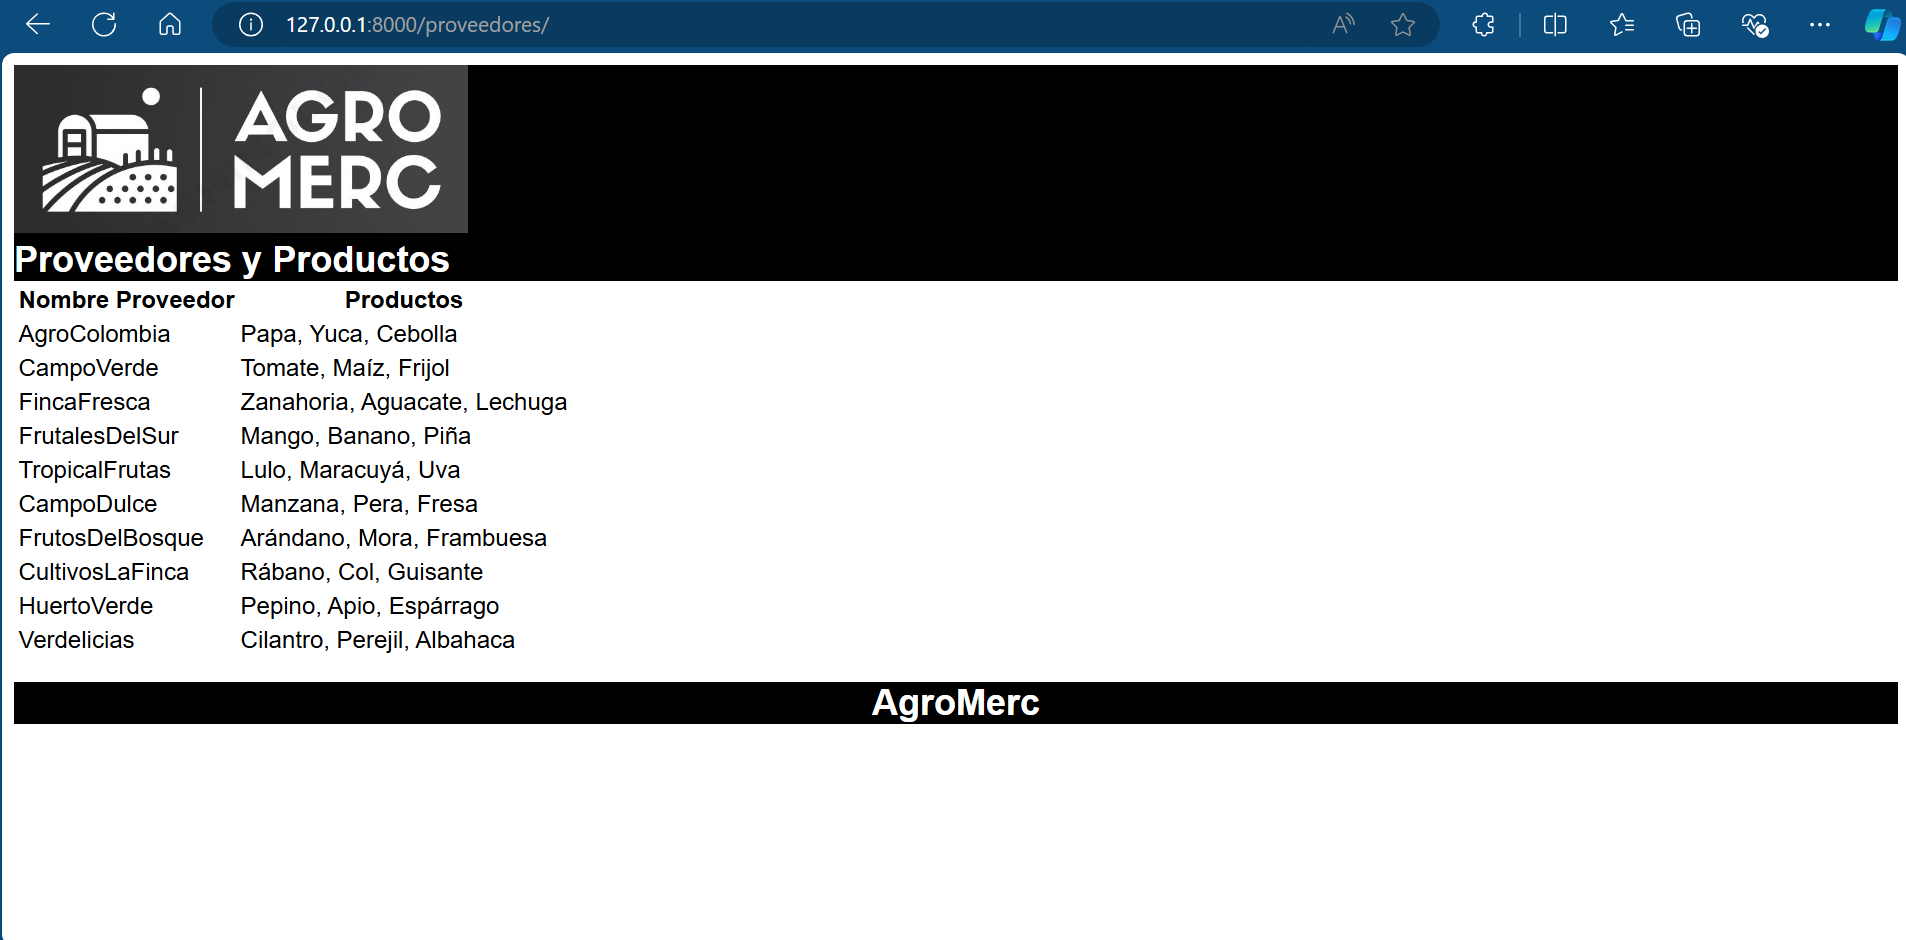 127.0.0.1:8000/proveedores/
AGRO
MERC
Proveedores y Productos
Nombre Proveedor Productos
AgroColombia Papa, Yuca, Cebolla
CampoVerde Tomate, Maíz, Frijol
FincaFresca Zanahoria, Aguacate, Lechuga
FrutalesDelSur Mango, Banano, Piña
TropicalFrutas Lulo, Maracuyá, Uva
CampoDulce Manzana, Pera, Fresa
FrutosDelBosque Arándano, Mora, Frambuesa
CultivosLaFinca Rábano, Col, Guisante
HuertoVerde Pepino, Apio, Espárrago
Verdelicias Cilantro, Perejil, Albahaca
AgroMerc